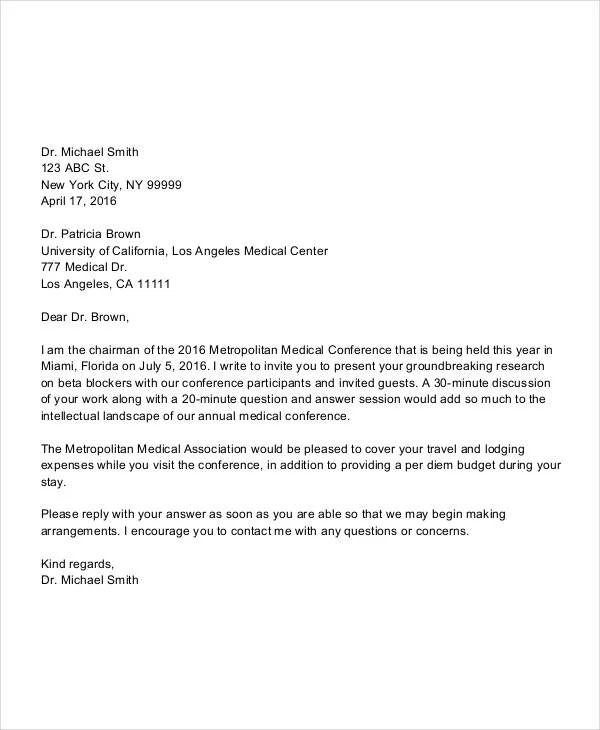 Dr. Michael Smith
123 ABC St.
New York City, NY 99999
April 17, 2016
Dr. Patricia Brown
University of California, Los Angeles Medical Center
777 Medical Dr.
Los Angeles, CA 11111
Dear Dr. Brown,
I am the chairman of the 2016 Metropolitan Medical Conference that is being held this year in
Miami, Florida on July 5, 2016. I write to invite you to present your groundbreaking research
on beta blockers with our conference participants and invited guests. A 30-minute discussion
of your work along with a 20-minute question and answer session would add so much to the
intellectual landscape of our annual medical conference.
The Metropolitan Medical Association would be pleased to cover your travel and lodging
expenses while you visit the conference, in addition to providing a per diem budget during your
stay.
Please reply with your answer as soon as you are able so that we may begin making
arrangements. I encourage you to contact me with any questions or concerns.
Kind regards,
Dr. Michael Smith